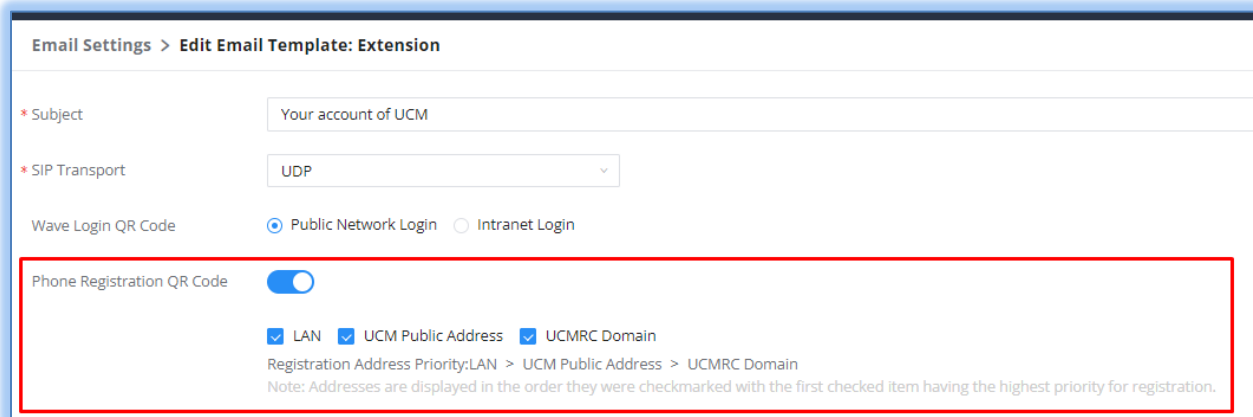 Email Settings > Edit Email Template: Extension
* Subject Your account of UCM
* SIP Transport UDP
Wave Login QR Code Public Network Login Intranet Login
Phone Registration QR Code
LAN UCM Public Address UCMRC Domain
Registration Address Priority:LAN > UCM Public Address > UCMRC Domain
Note: Addresses are displayed in the order they were checkmarked with the first checked item having the highest priority for registration.